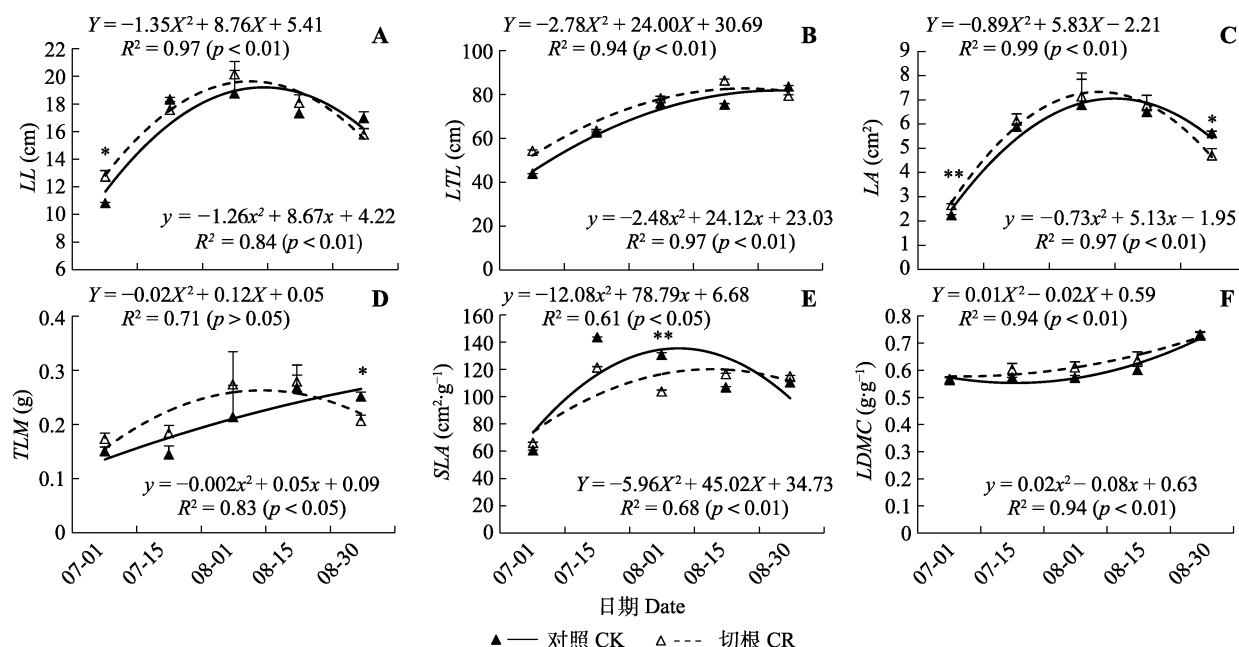 Y = −1.35X² + 8.76X + 5.41
R² = 0.97 (p < 0.01)
A
LL (cm)
22
20
18
16
14
12
10
8
6
*
y = −1.26x² + 8.67x + 4.22
R² = 0.84 (p < 0.01)
Y = −2.78X² + 24.00X + 30.69
R² = 0.94 (p < 0.01)
B
LTL (cm)
100
80
60
40
20
0
y = −2.48x² + 24.12x + 23.03
R² = 0.97 (p < 0.01)
Y = −0.89X² + 5.83X − 2.21
R² = 0.99 (p < 0.01)
C
LA (cm²)
9
8
7
6
5
4
3
2
1
0
**
*
y = −0.73x² + 5.13x − 1.95
R² = 0.97 (p < 0.01)
Y = −0.02X² + 0.12X + 0.05
R² = 0.71 (p > 0.05)
D
TLM (g)
0.4
0.3
0.2
0.1
0
*
y = −0.002x² + 0.05x + 0.09
R² = 0.83 (p < 0.05)
07-01
07-15
08-01
08-15
08-30
y = −12.08x² + 78.79x + 6.68
R² = 0.61 (p < 0.05)
E
SLA (cm²·g⁻¹)
160
140
120
100
80
60
40
20
0
**
Y = −5.96X² + 45.02X + 34.73
R² = 0.68 (p < 0.01)
07-01
07-15
08-01
08-15
08-30
Y = 0.01X² − 0.02X + 0.59
R² = 0.94 (p < 0.01)
F
LDMC (g·g⁻¹)
0.8
0.7
0.6
0.5
0.4
0.3
0.2
0.1
0
y = 0.02x² − 0.08x + 0.63
R² = 0.94 (p < 0.01)
07-01
07-15
08-01
08-15
08-30
日期 Date
对照 CK
切根 CR